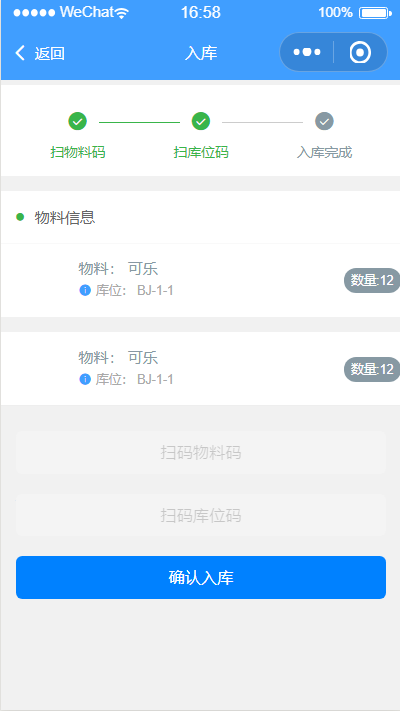 WeChat 16:58 100%
返回 入库
扫物料码 扫库位码 入库完成
物料信息
物料： 可乐
库位： BJ-1-1
数量:12
物料： 可乐
库位： BJ-1-1
数量:12
扫码物料码
扫码库位码
确认入库